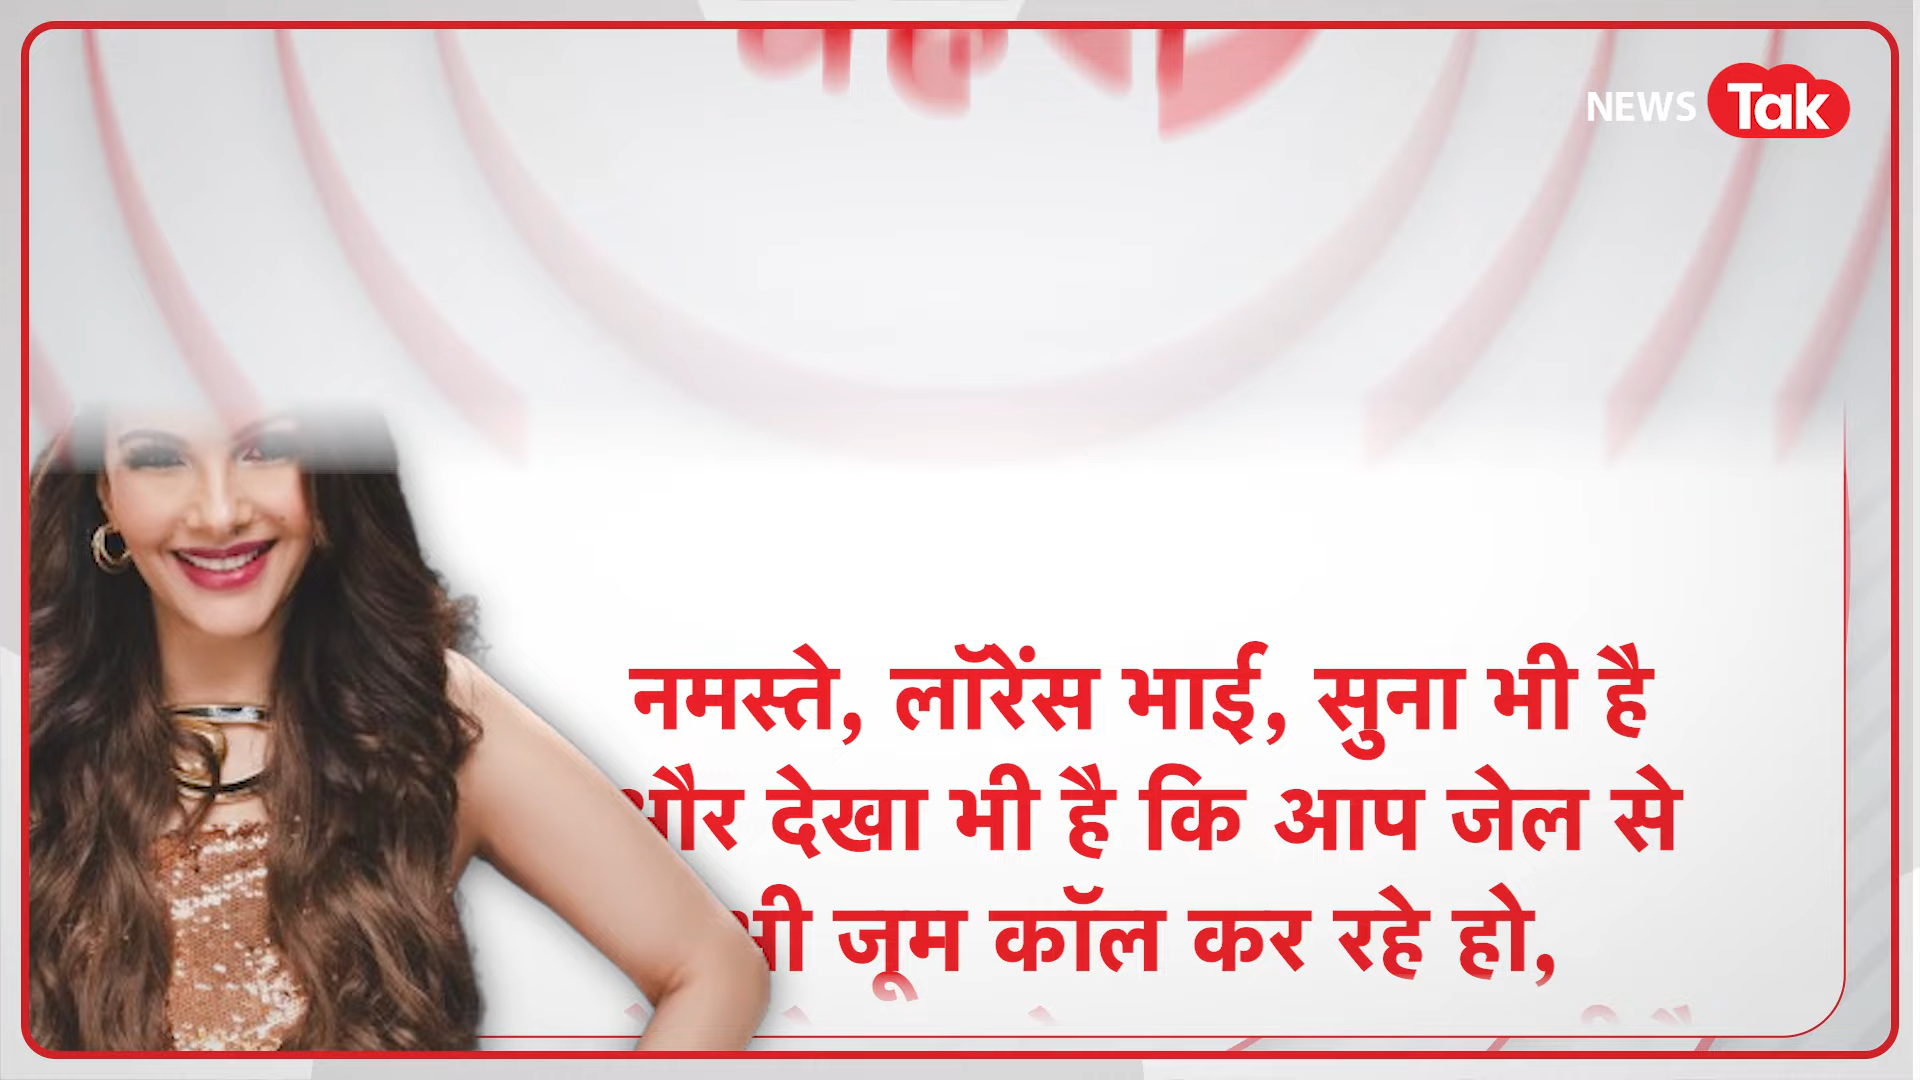 NEWS Tak
नमस्ते, लॉरेंस भाई, सुना भी है
और देखा भी है कि आप जेल से
भी जूम कॉल कर रहे हो,